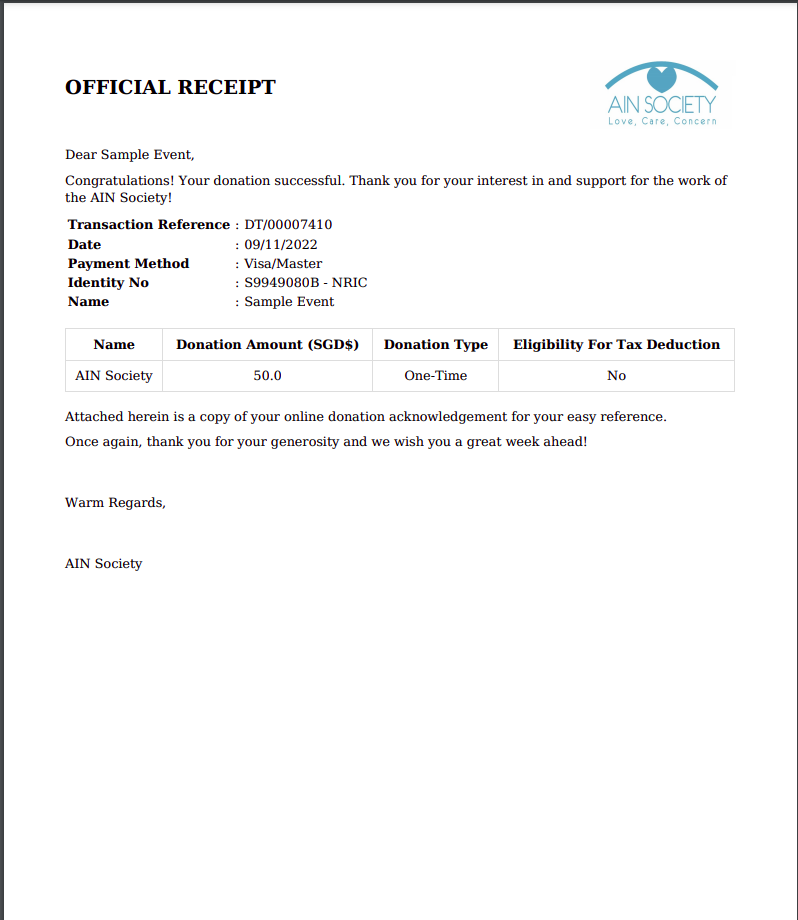 OFFICIAL RECEIPT
AIN SOCIETY
Love, Care, Concern
Dear Sample Event,
Congratulations! Your donation successful. Thank you for your interest in and support for the work of
the AIN Society!
Transaction Reference : DT/00007410
Date : 09/11/2022
Payment Method : Visa/Master
Identity No : S9949080B - NRIC
Name : Sample Event
Name Donation Amount (SGD$) Donation Type Eligibility For Tax Deduction
AIN Society 50.0 One-Time No
Attached herein is a copy of your online donation acknowledgement for your easy reference.
Once again, thank you for your generosity and we wish you a great week ahead!
Warm Regards,
AIN Society